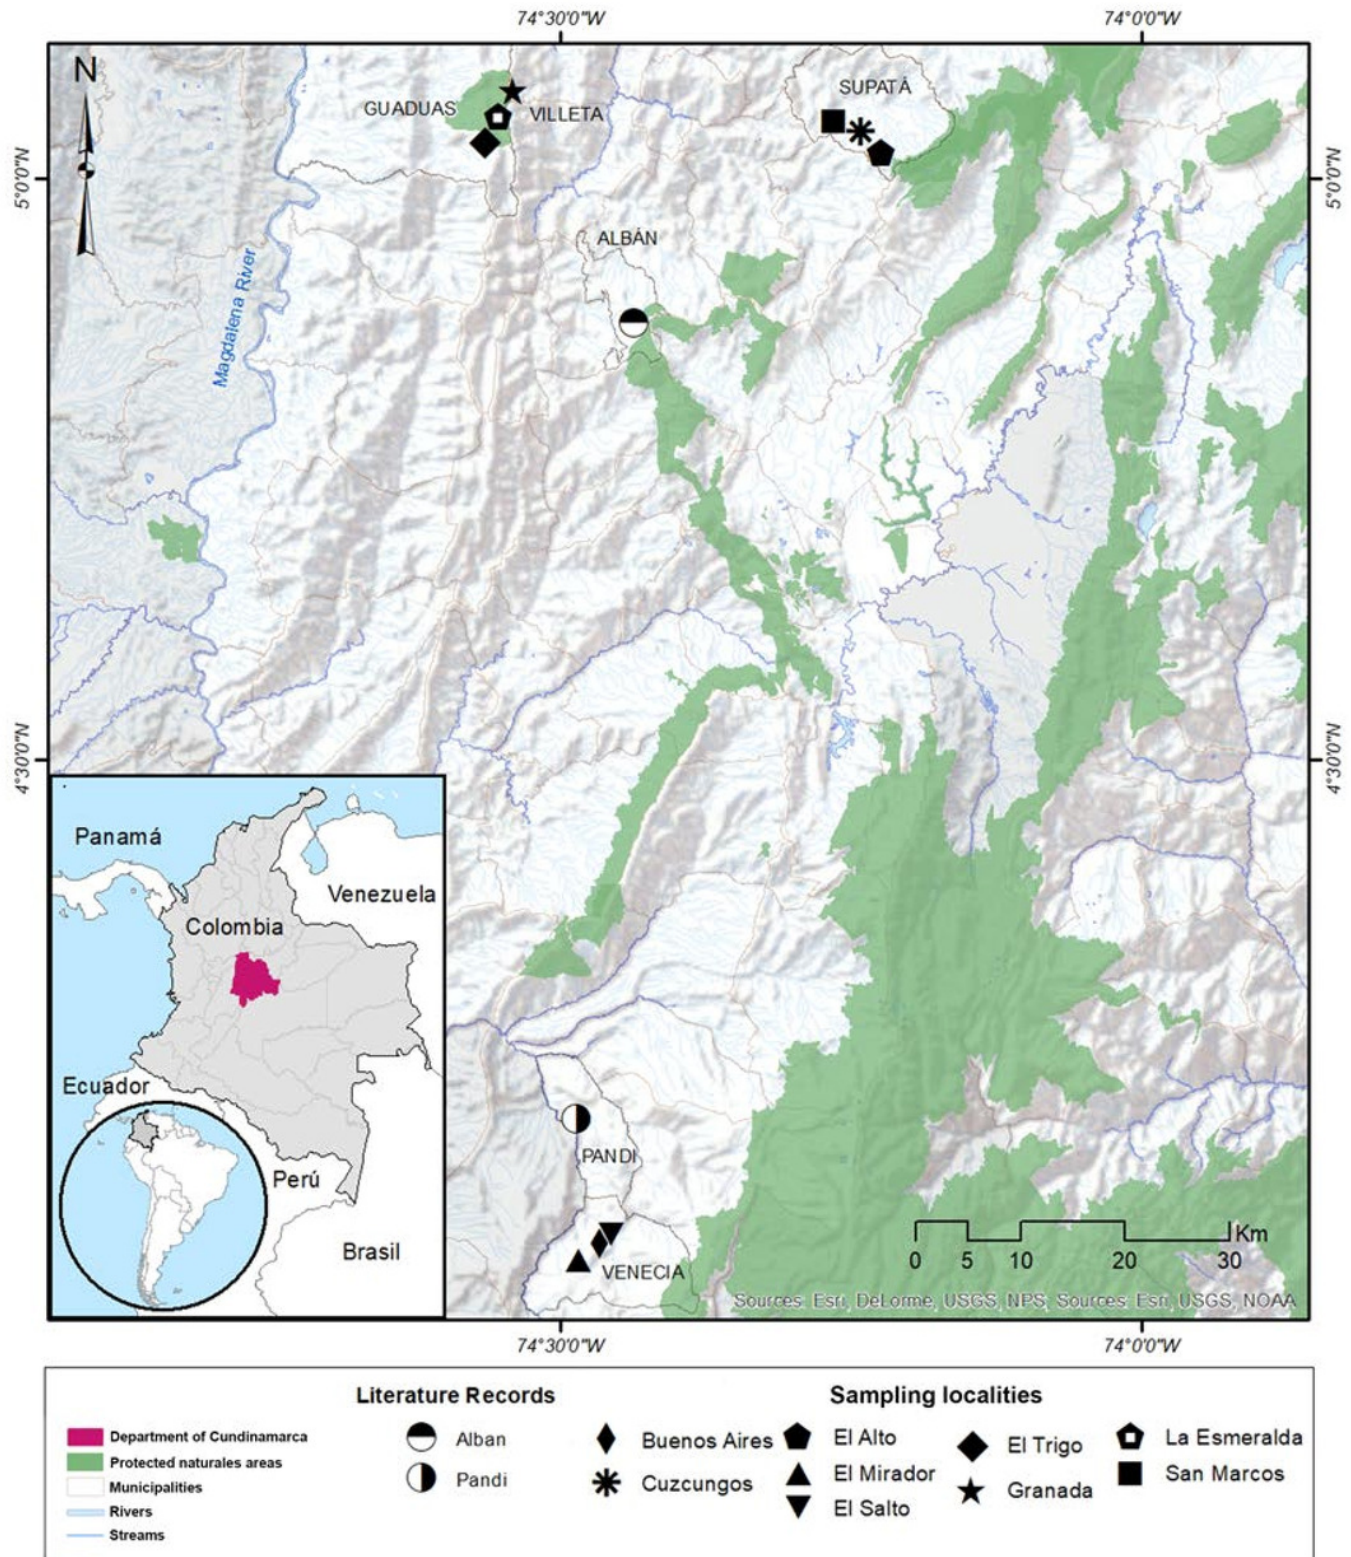 74°30'0"W
74°0'0"W
N
SUPATÁ
GUADUAS
VILLETA
5°0'0"N
5°0'0"N
ALBÁN
Magdalena River
4°30'0"N
4°30'0"N
Panamá
Venezuela
Colombia
Ecuador
Perú
Brasil
PANDI
VENECIA
Km
0 5 10 20 30
Sources: Esri, DeLorme, USGS, NPS, Sources: Esri, USGS, NOAA
74°30'0"W
74°0'0"W
Literature Records
Sampling localities
Department of Cundinamarca
Protected naturales areas
Municipalities
Rivers
Streams
Alban
Pandi
Buenos Aires
Cuzcungos
El Alto
El Mirador
El Salto
El Trigo
Granada
La Esmeralda
San Marcos